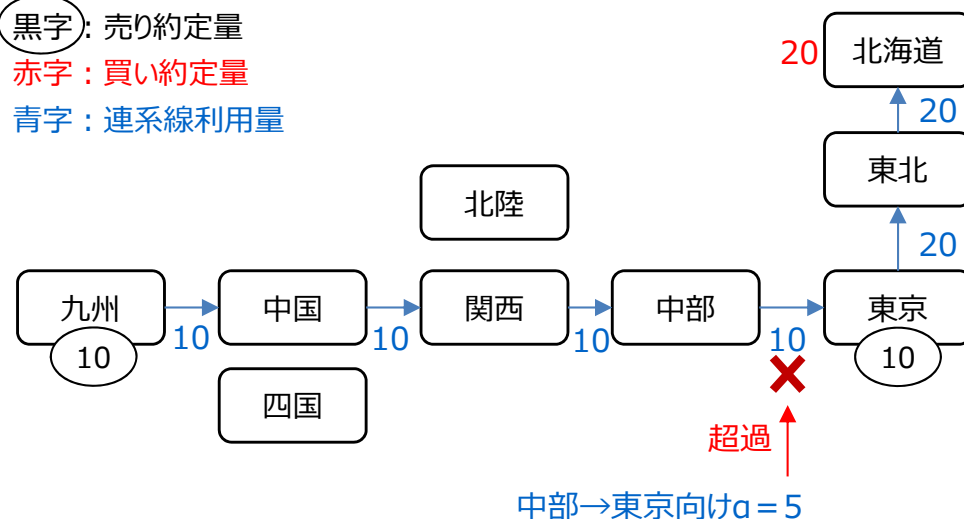 黒字：売り約定量
赤字：買い約定量
青字：連系線利用量
20
北海道
20
東北
20
北陸
九州
10
10
中国
10
関西
10
中部
10
東京
10
四国
超過
中部→東京向けα＝5